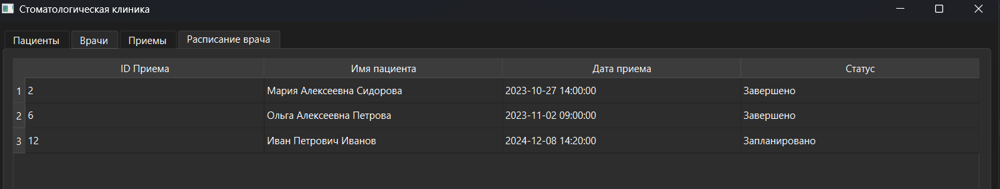 Стоматологическая клиника
Пациенты Врачи Приемы Расписание врача
ID Приема Имя пациента Дата приема Статус
1 2 Мария Алексеевна Сидорова 2023-10-27 14:00:00 Завершено
2 6 Ольга Алексеевна Петрова 2023-11-02 09:00:00 Завершено
3 12 Иван Петрович Иванов 2024-12-08 14:20:00 Запланировано